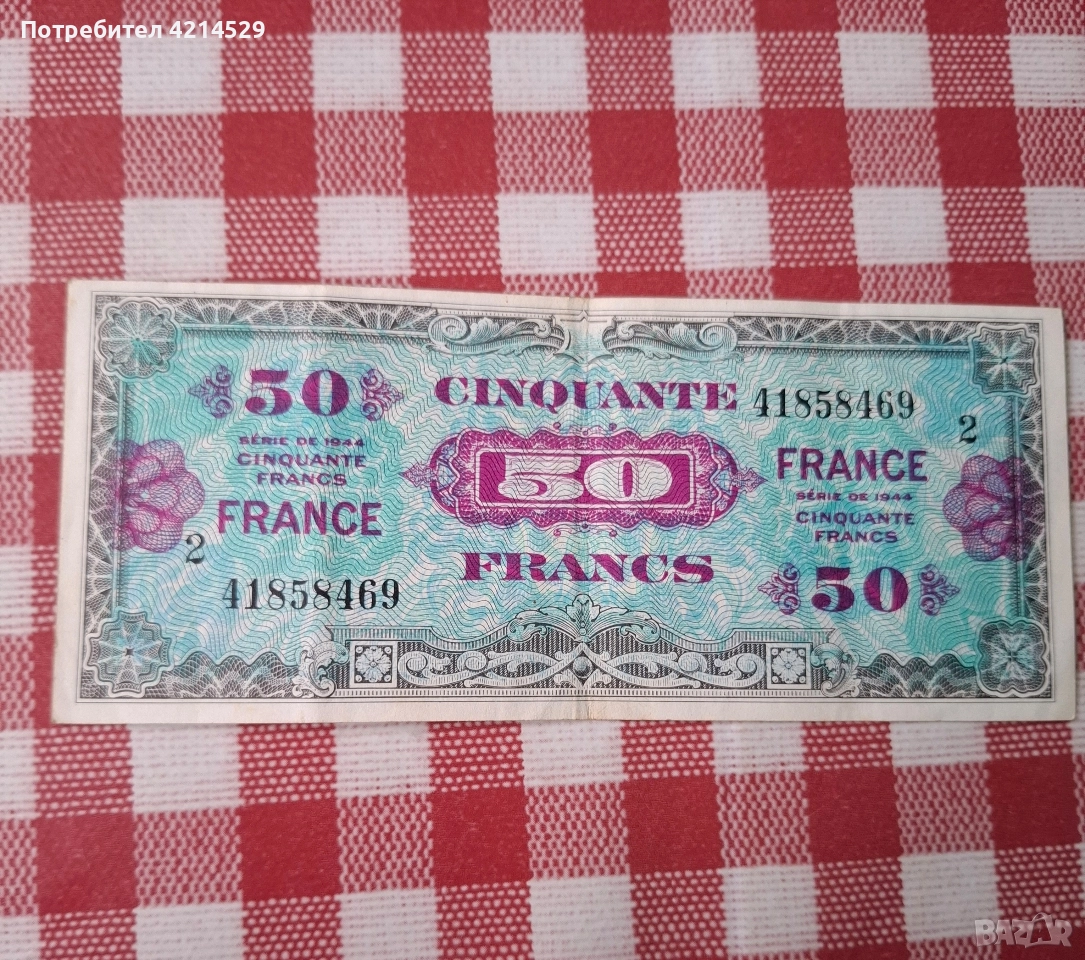 Потребител 4214529
50
SÉRIE DE 1944
CINQUANTE
FRANCS
FRANCE
2
41858469
CINQUANTE
50
FRANCS
41858469
2
FRANCE
SÉRIE DE 1944
CINQUANTE
FRANCS
50
BAZAR